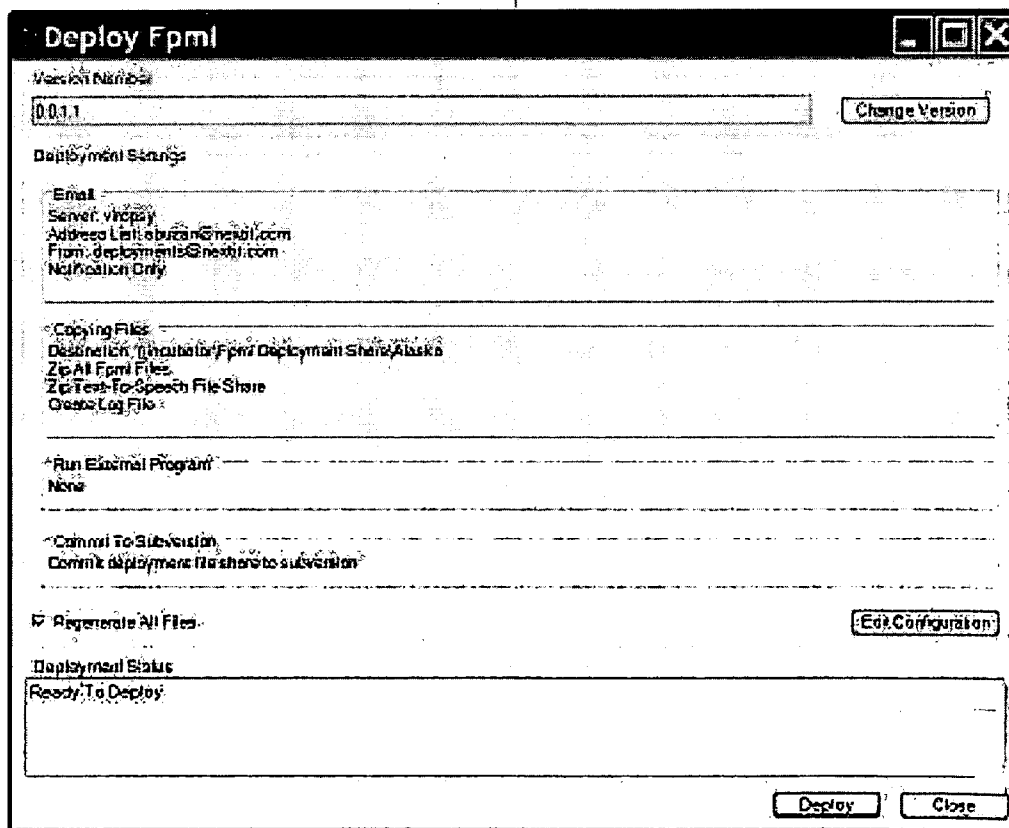 Deploy Fpml
Version Number
0.0.1.1
Change Version
Deployment Settings
Email
Server:
Address List: abuzan@nextit.com
From: deployments@nextit.com
Notification Only
Copying Files
Destination: \\incubator\Fpml Deployment Share\Alaska
Zip All Fpml Files
Zip Text-To-Speech File Share
Create Log File
Run External Program
None
Commit To Subversion
Commit deployment file share to subversion
Regenerate All Files
Edit Configuration
Deployment Status
Ready To Deploy
Deploy
Close